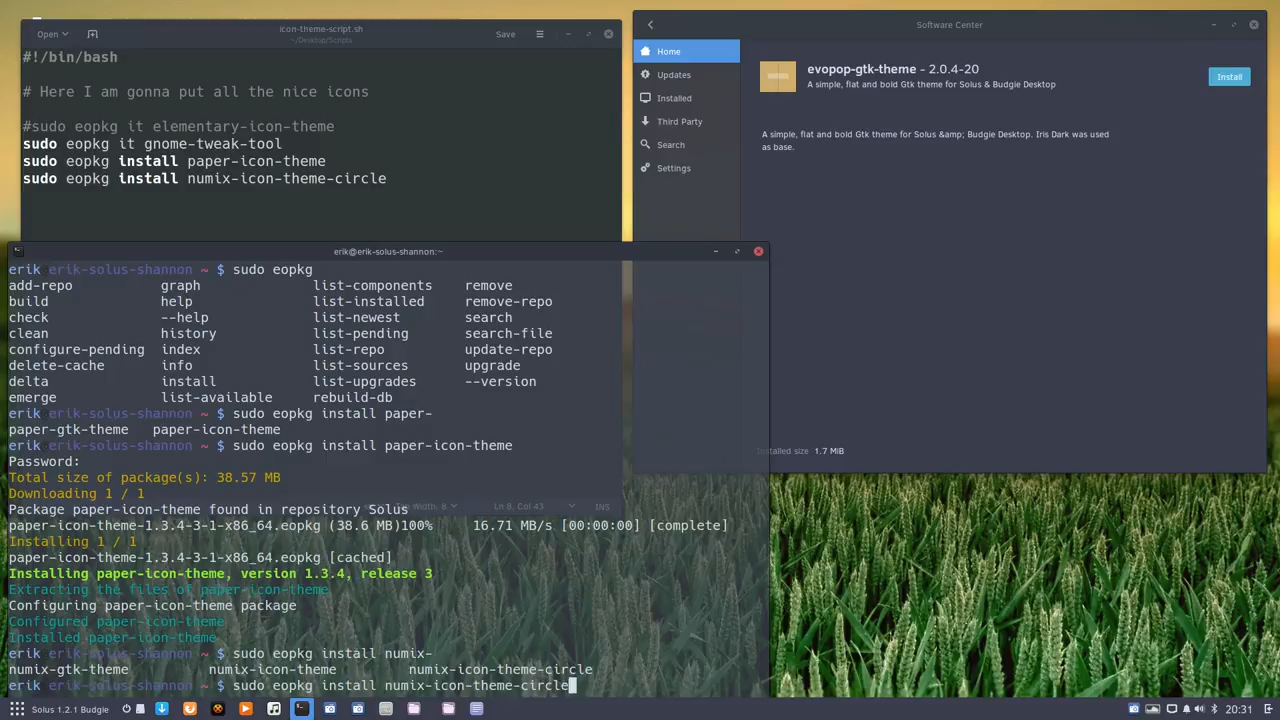 Open
icon-theme-script.sh
~/Desktop/Scripts
Save
#!/bin/bash
# Here I am gonna put all the nice icons
#sudo eopkg it elementary-icon-theme
sudo eopkg it gnome-tweak-tool
sudo eopkg install paper-icon-theme
sudo eopkg install numix-icon-theme-circle
Software Center
Home
Updates
Installed
Third Party
Search
Settings
evopop-gtk-theme - 2.0.4-20
A simple, flat and bold Gtk theme for Solus & Budgie Desktop
Install
A simple, flat and bold Gtk theme for Solus &amp; Budgie Desktop. Iris Dark was used
as base.
Installed size 1.7 MiB
erik@erik-solus-shannon:~
erik erik-solus-shannon ~ $ sudo eopkg
add-repo graph list-components remove
build help list-installed remove-repo
check --help list-newest search
clean history list-pending search-file
configure-pending index list-repo update-repo
delete-cache info list-sources upgrade
delta install list-upgrades --version
emerge list-available rebuild-db
erik erik-solus-shannon ~ $ sudo eopkg install paper-
paper-gtk-theme paper-icon-theme
erik erik-solus-shannon ~ $ sudo eopkg install paper-icon-theme
Password:
Total size of package(s): 38.57 MB
Downloading 1 / 1
Package paper-icon-theme found in repository Solus
Width: 8 Ln 8, Col 43 INS
paper-icon-theme-1.3.4-3-1-x86_64.eopkg (38.6 MB)100% 16.71 MB/s [00:00:00] [complete]
Installing 1 / 1
paper-icon-theme-1.3.4-3-1-x86_64.eopkg [cached]
Installing paper-icon-theme, version 1.3.4, release 3
Extracting the files of paper-icon-theme
Configuring paper-icon-theme package
Configured paper-icon-theme
Installed paper-icon-theme
erik erik-solus-shannon ~ $ sudo eopkg install numix-
numix-gtk-theme numix-icon-theme numix-icon-theme-circle
erik erik-solus-shannon ~ $ sudo eopkg install numix-icon-theme-circle
Solus 1.2.1 Budgie
20:31